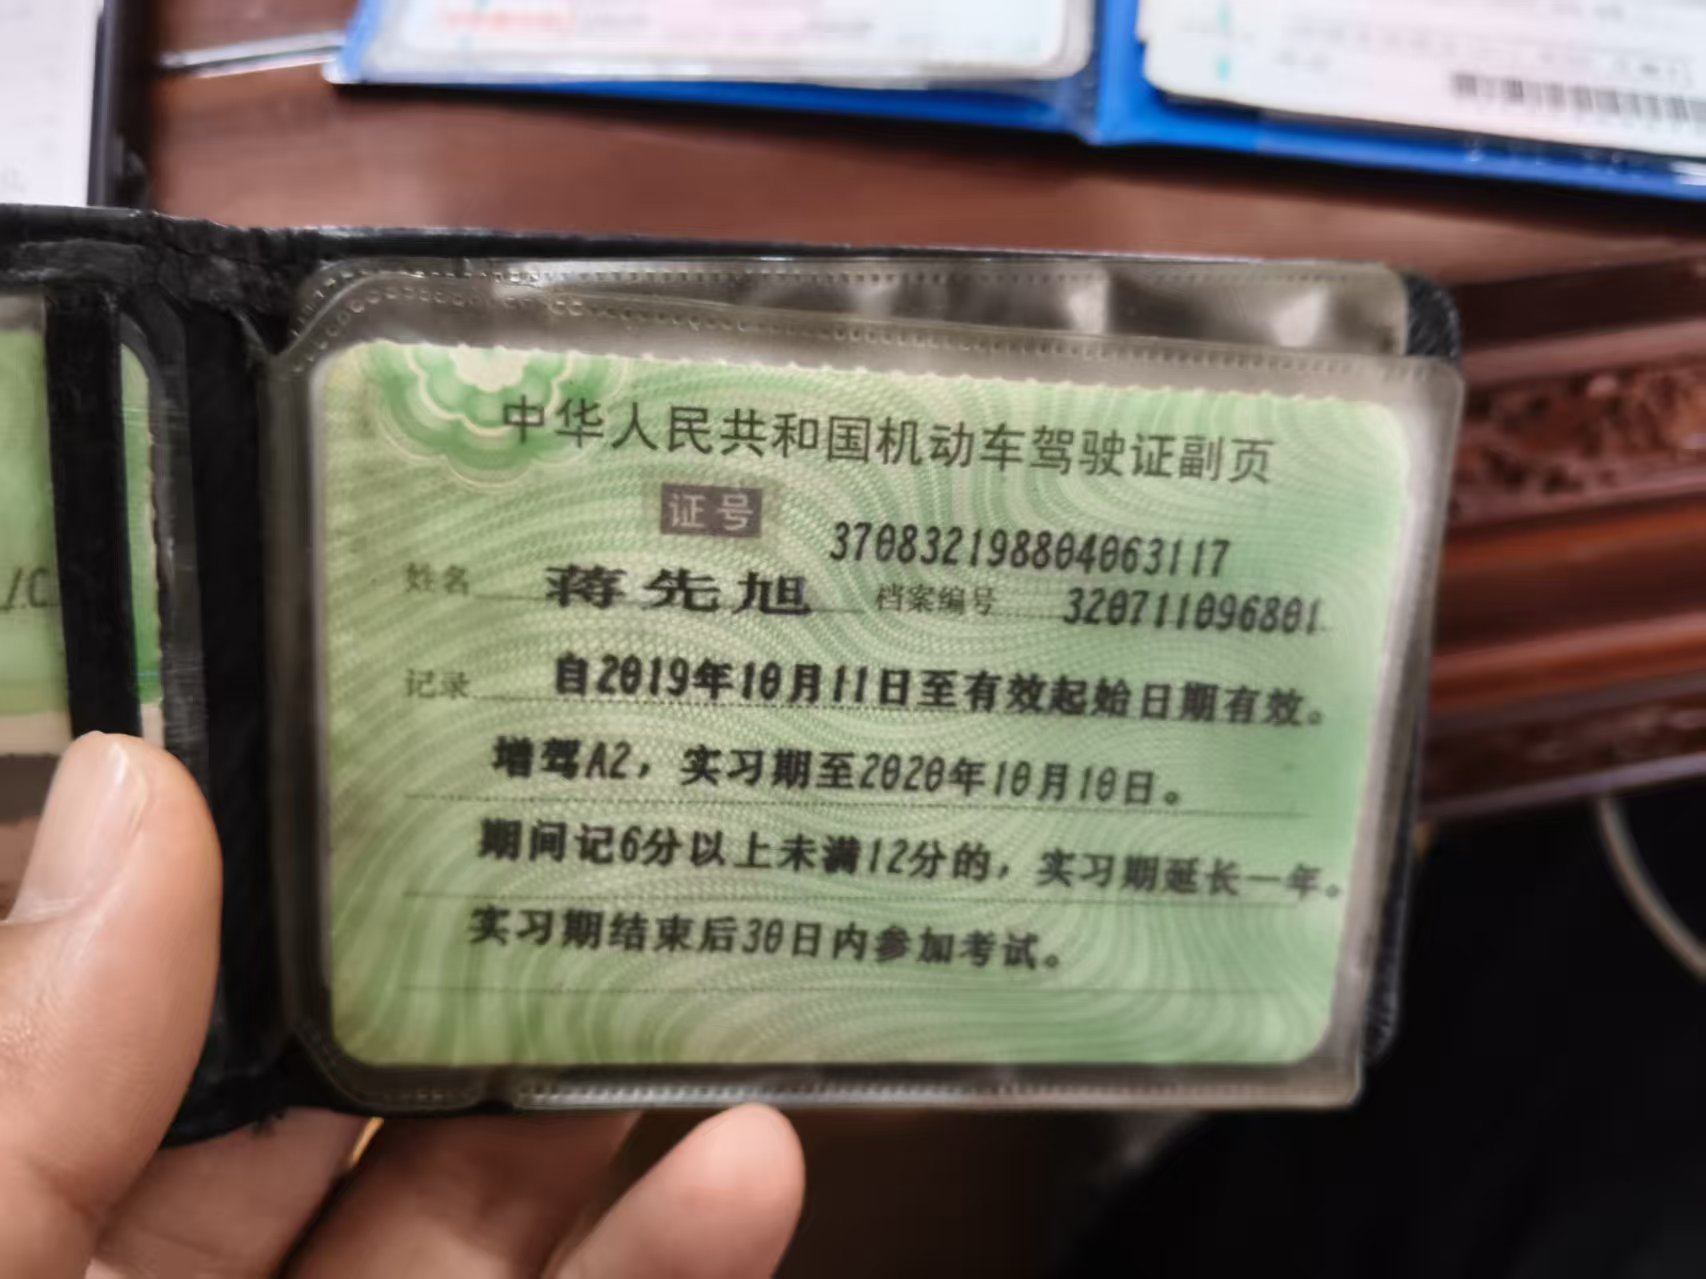 中华人民共和国机动车驾驶证副页
证号 370832198804063117
姓名 蒋先旭 档案编号 320711096801
记录 自2019年10月11日至有效起始日期有效。
增驾A2，实习期至2020年10月10日。
期间记6分以上未满12分的，实习期延长一年。
实习期结束后30日内参加考试。
/C